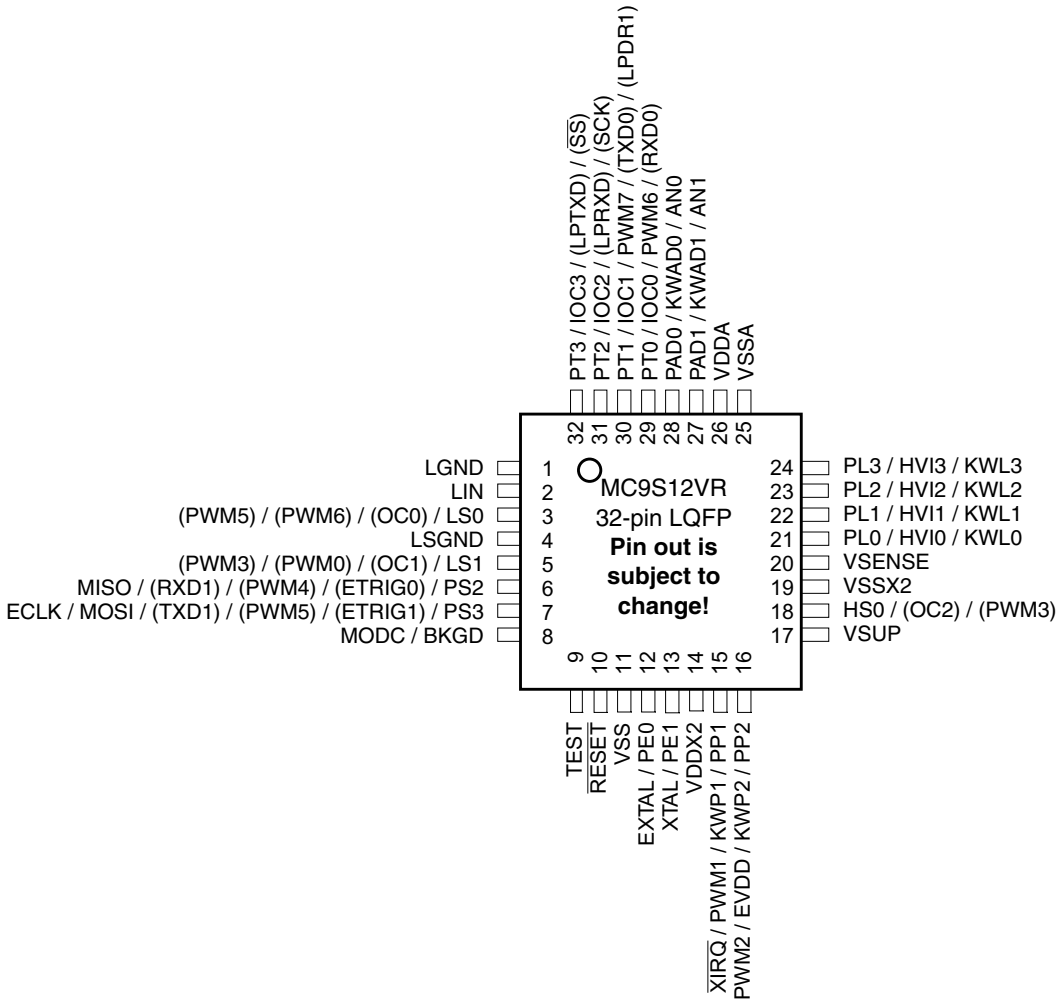 PT3 / IOC3 / (LPTXD) / (SS)
PT2 / IOC2 / (LPRXD) / (SCK)
PT1 / IOC1 / PWM7 / (TXD0) / (LPDR1)
PT0 / IOC0 / PWM6 / (RXD0)
PAD0 / KWAD0 / AN0
PAD1 / KWAD1 / AN1
VDDA
VSSA
32
31
30
29
28
27
26
25
LGND 1
LIN 2
(PWM5) / (PWM6) / (OC0) / LS0 3
LSGND 4
(PWM3) / (PWM0) / (OC1) / LS1 5
MISO / (RXD1) / (PWM4) / (ETRIG0) / PS2 6
ECLK / MOSI / (TXD1) / (PWM5) / (ETRIG1) / PS3 7
MODC / BKGD 8
MC9S12VR
32-pin LQFP
Pin out is
subject to
change!
24 PL3 / HVI3 / KWL3
23 PL2 / HVI2 / KWL2
22 PL1 / HVI1 / KWL1
21 PL0 / HVI0 / KWL0
20 VSENSE
19 VSSX2
18 HS0 / (OC2) / (PWM3)
17 VSUP
9
10
11
12
13
14
15
16
TEST
RESET
VSS
EXTAL / PE0
XTAL / PE1
VDDX2
XIRQ / PWM1 / KWP1 / PP1
PWM2 / EVDD / KWP2 / PP2